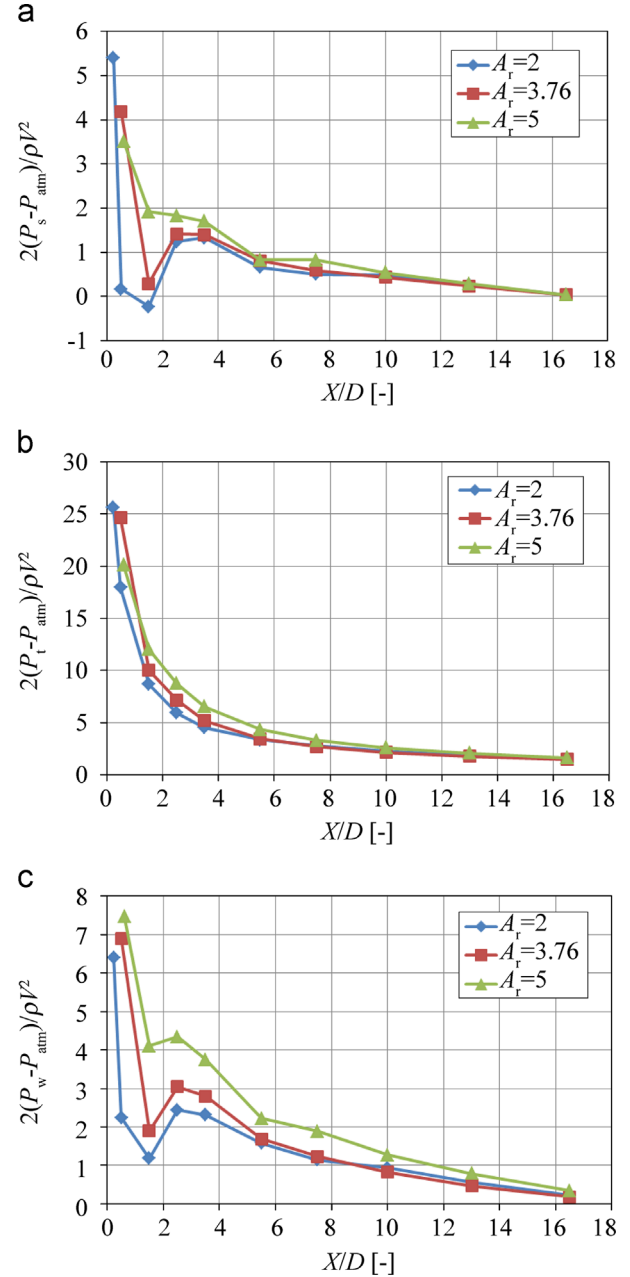 a
6
5
4
3
2
1
0
-1
0 2 4 6 8 10 12 14 16 18
2(Ps-Patm)/ρV²
X/D [-]
Ar=2
Ar=3.76
Ar=5
b
30
25
20
15
10
5
0
0 2 4 6 8 10 12 14 16 18
2(Pt-Patm)/ρV²
X/D [-]
Ar=2
Ar=3.76
Ar=5
c
8
7
6
5
4
3
2
1
0
0 2 4 6 8 10 12 14 16 18
2(Pw-Patm)/ρV²
X/D [-]
Ar=2
Ar=3.76
Ar=5